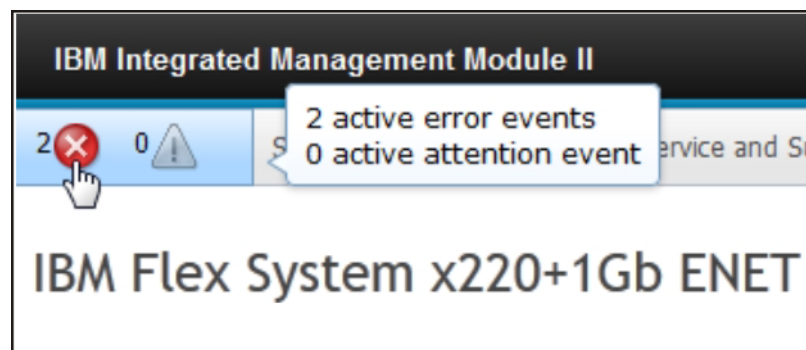 IBM Integrated Management Module II
2 active error events
0 active attention event
2 0
IBM Flex System x220+1Gb ENET